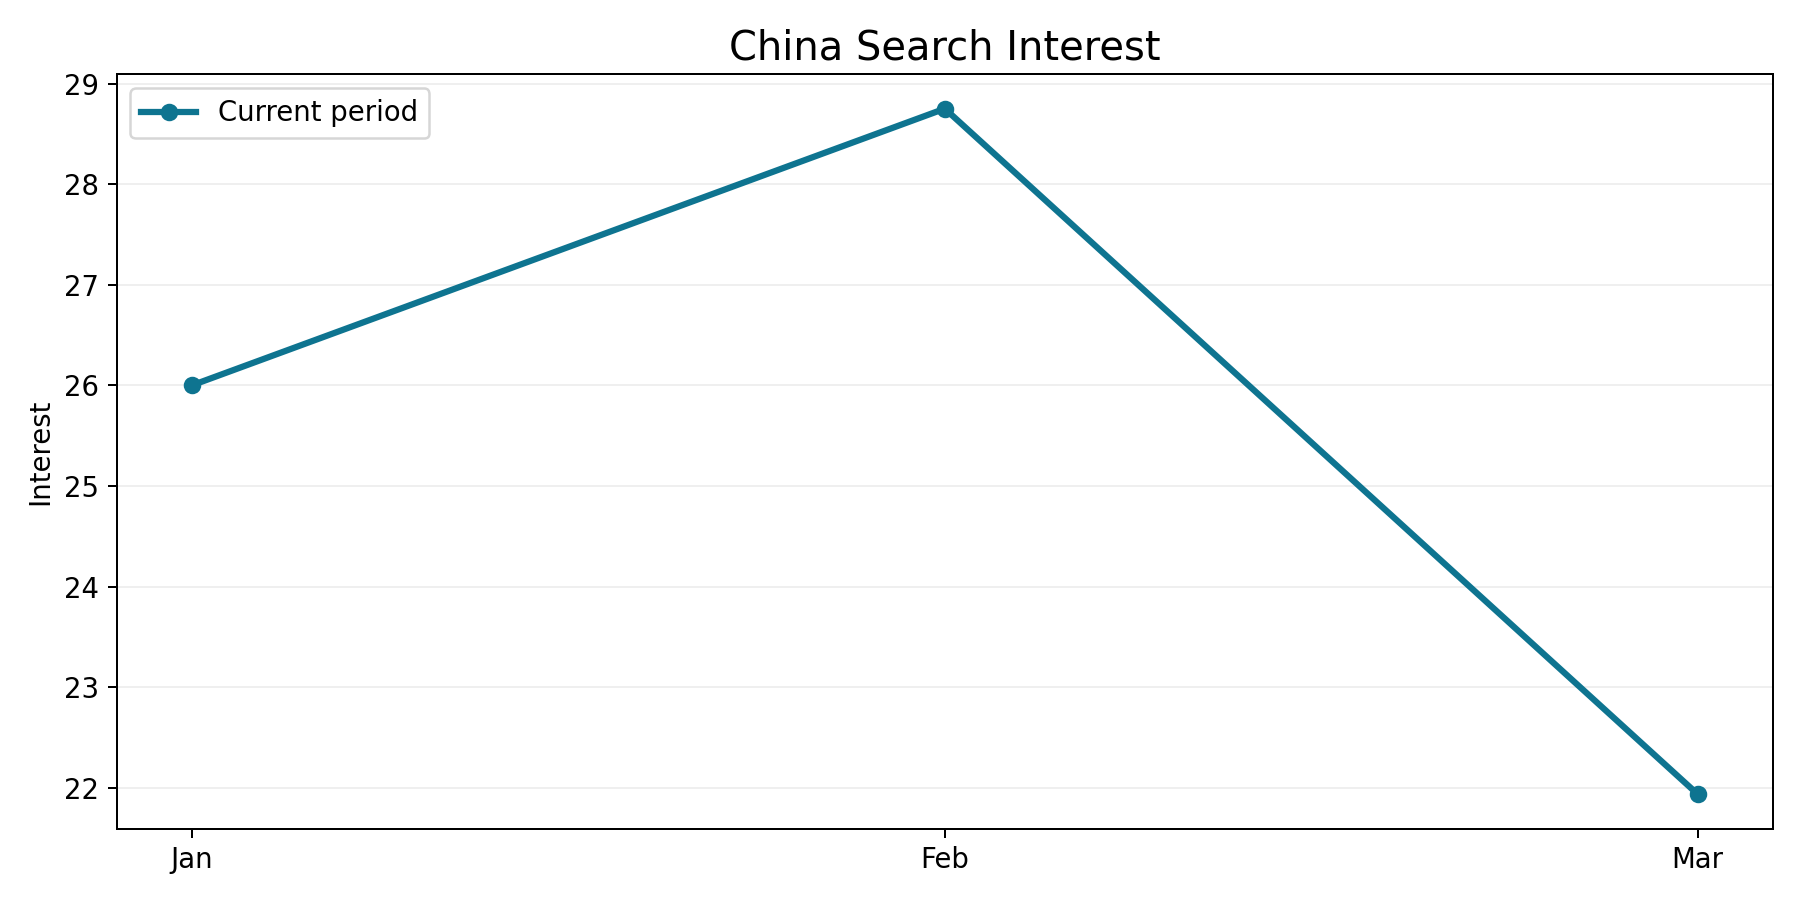 China Search Interest
Current period
Interest
29
28
27
26
25
24
23
22
Jan Feb Mar